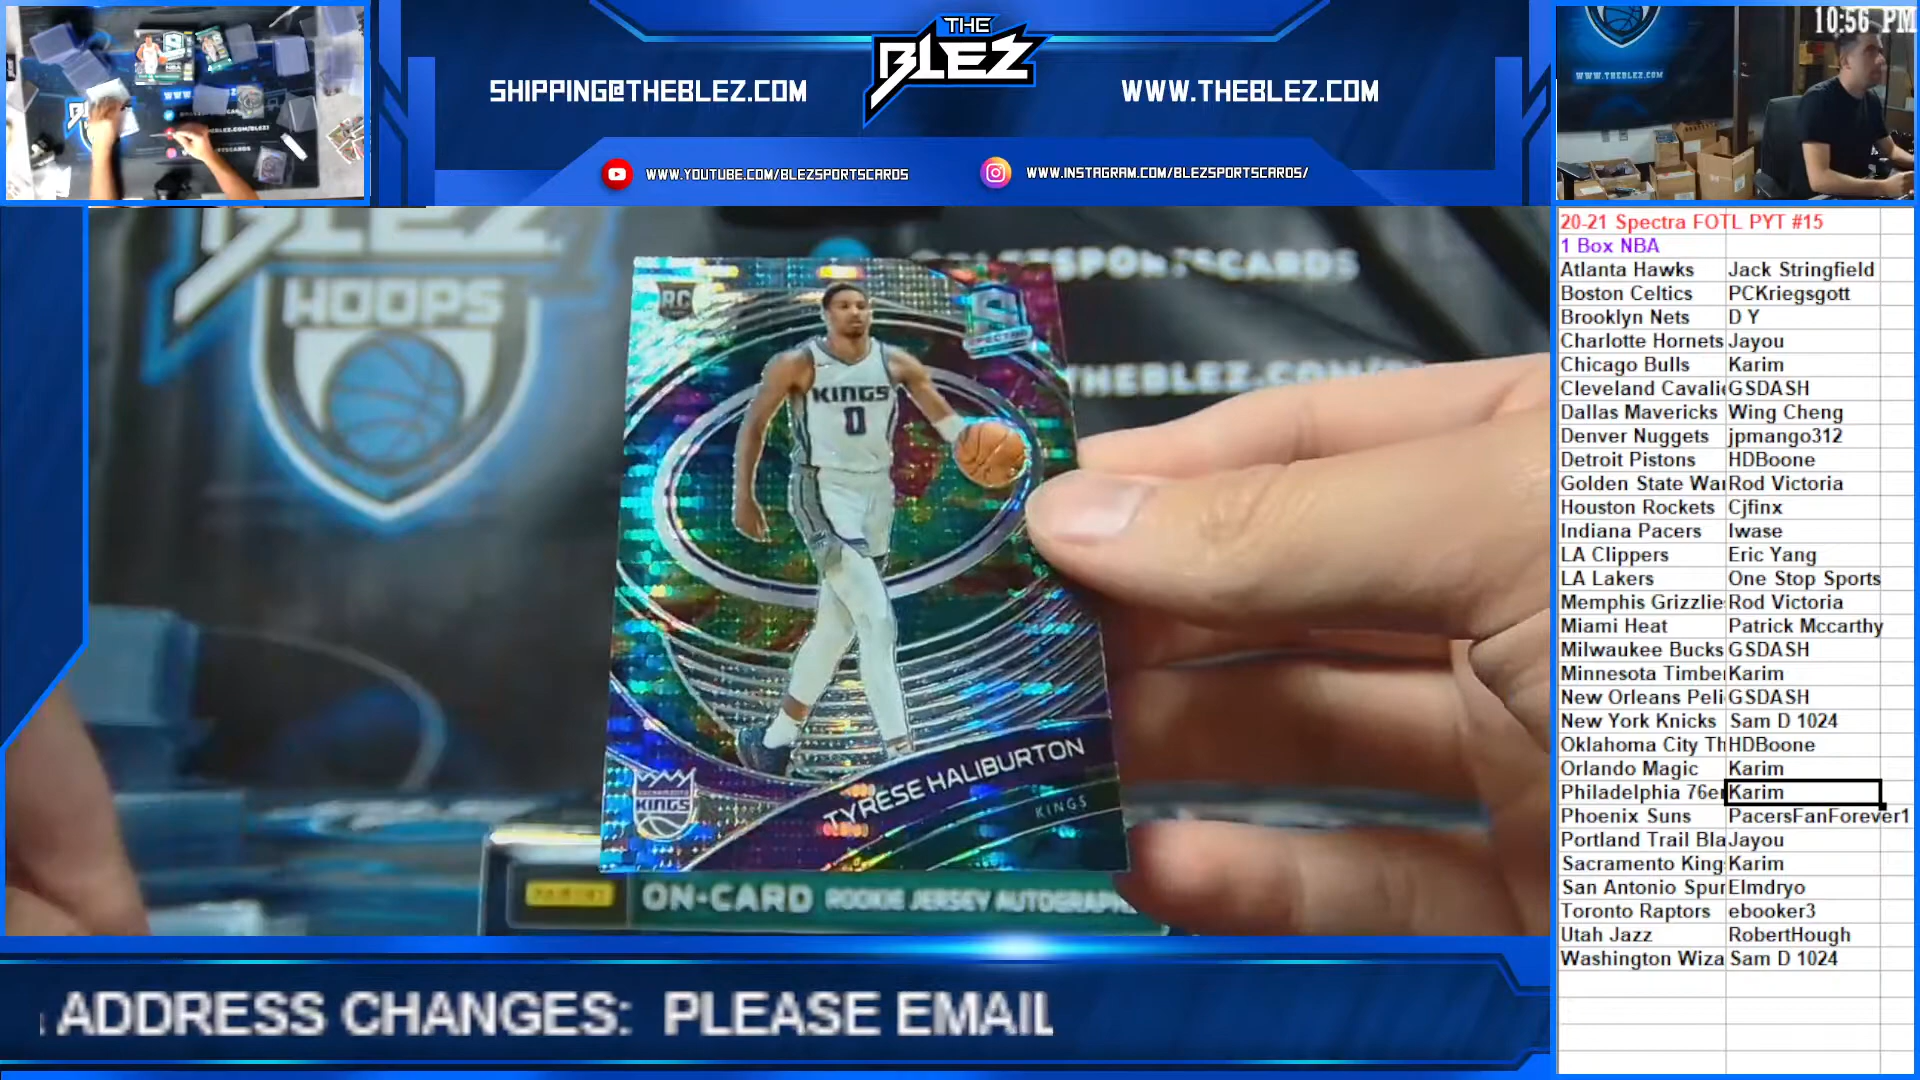 THE
BLEZ
SHIPPING@THEBLEZ.COM
WWW.THEBLEZ.COM
WWW.YOUTUBE.COM/BLEZSPORTSCARDS
WWW.INSTAGRAM.COM/BLEZSPORTSCARDS/
10:56 PM
WWW.THEBLEZ.COM
BLEZ
HOOPS
RC
SPECTRA
KINGS
0
TYRESE HALIBURTON
KINGS
SACRAMENTO
KINGS
PANINI
ON-CARD ROOKIE JERSEY AUTOGRAPH
ADDRESS CHANGES: PLEASE EMAIL
20-21 Spectra FOTL PYT #15
1 Box NBA
Atlanta Hawks Jack Stringfield
Boston Celtics PCKriegsgott
Brooklyn Nets D Y
Charlotte Hornets Jayou
Chicago Bulls Karim
Cleveland Cavali GSDASH
Dallas Mavericks Wing Cheng
Denver Nuggets jpmango312
Detroit Pistons HDBoone
Golden State War Rod Victoria
Houston Rockets Cjfinx
Indiana Pacers Iwase
LA Clippers Eric Yang
LA Lakers One Stop Sports
Memphis Grizzlie Rod Victoria
Miami Heat Patrick Mccarthy
Milwaukee Bucks GSDASH
Minnesota Timbe Karim
New Orleans Peli GSDASH
New York Knicks Sam D 1024
Oklahoma City Th HDBoone
Orlando Magic Karim
Philadelphia 76e Karim
Phoenix Suns PacersFanForever1
Portland Trail Bla Jayou
Sacramento King Karim
San Antonio Spur Elmdryo
Toronto Raptors ebooker3
Utah Jazz RobertHough
Washington Wiza Sam D 1024